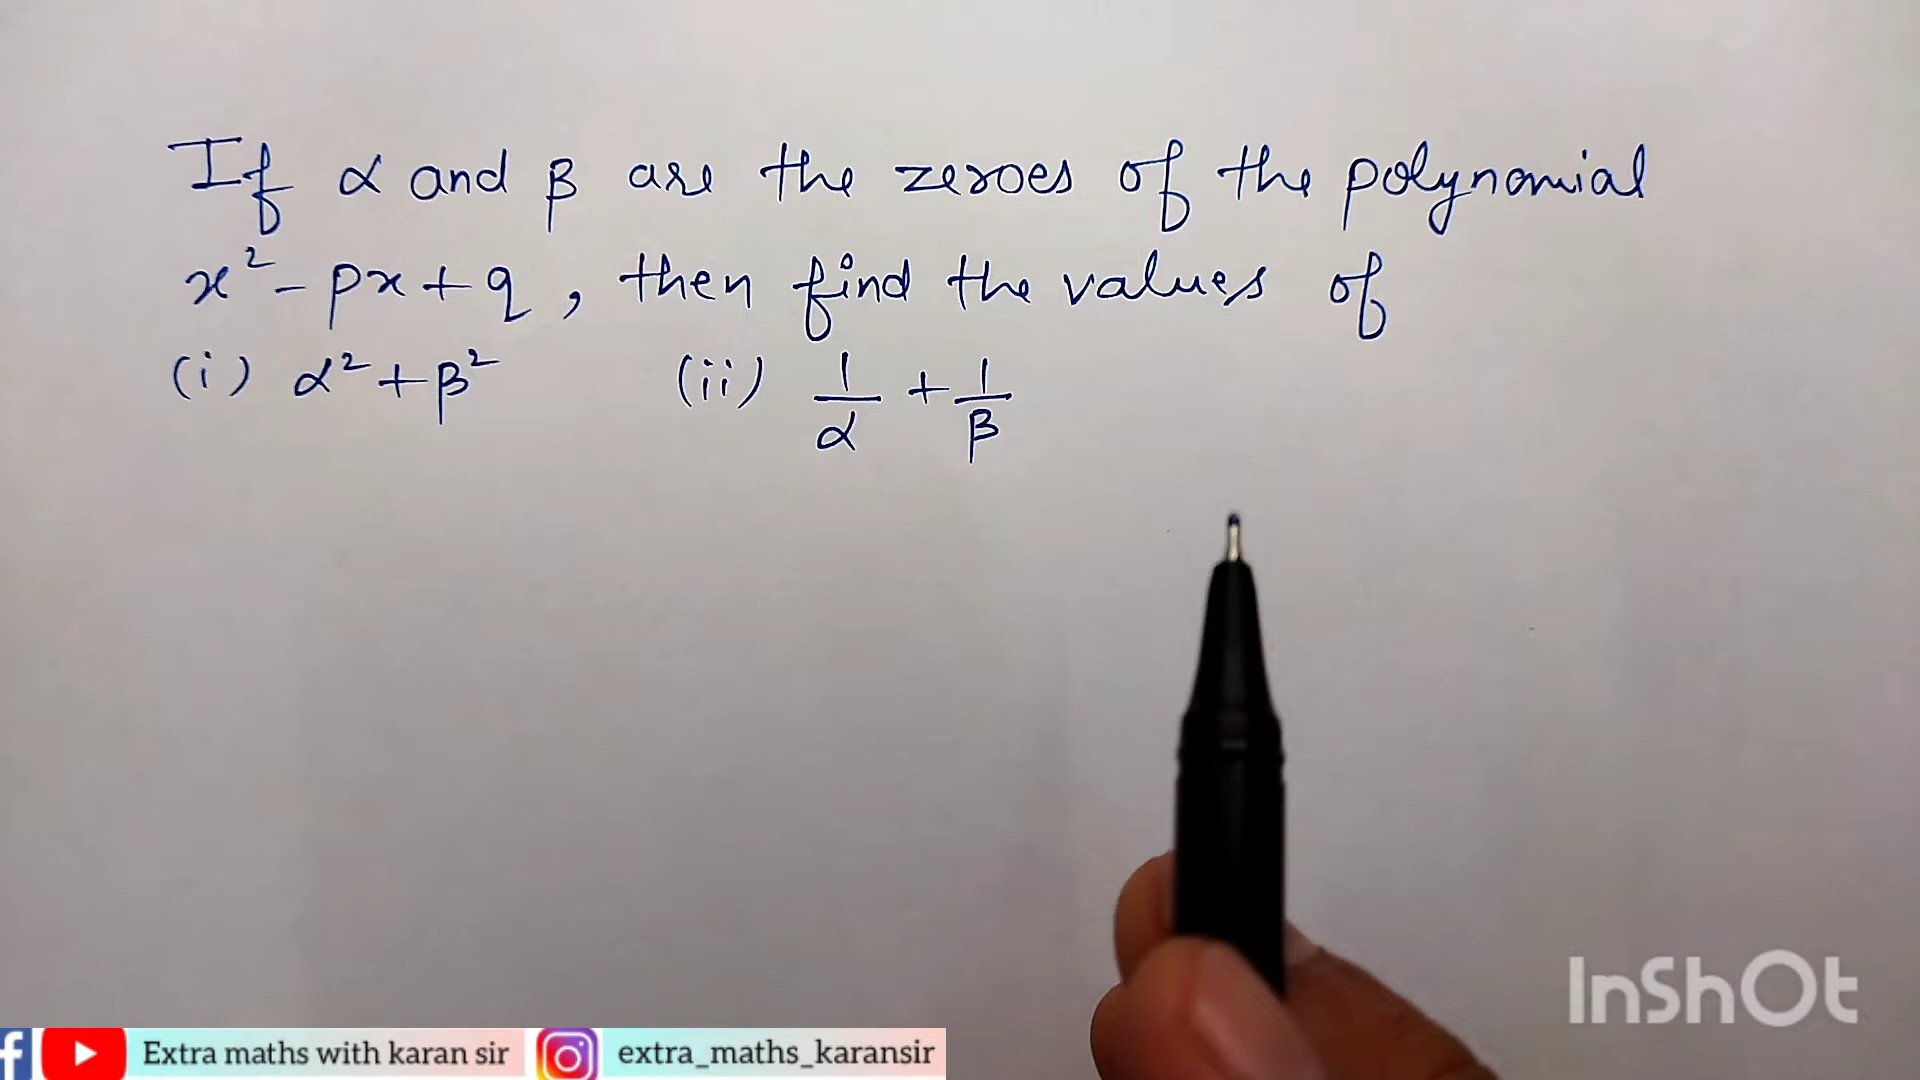 If α and β are the zeroes of the polynomial
x² - px + q, then find the values of
(i) α² + β² (ii) 1/α + 1/β
InShOt
f Extra maths with karan sir extra_maths_karansir